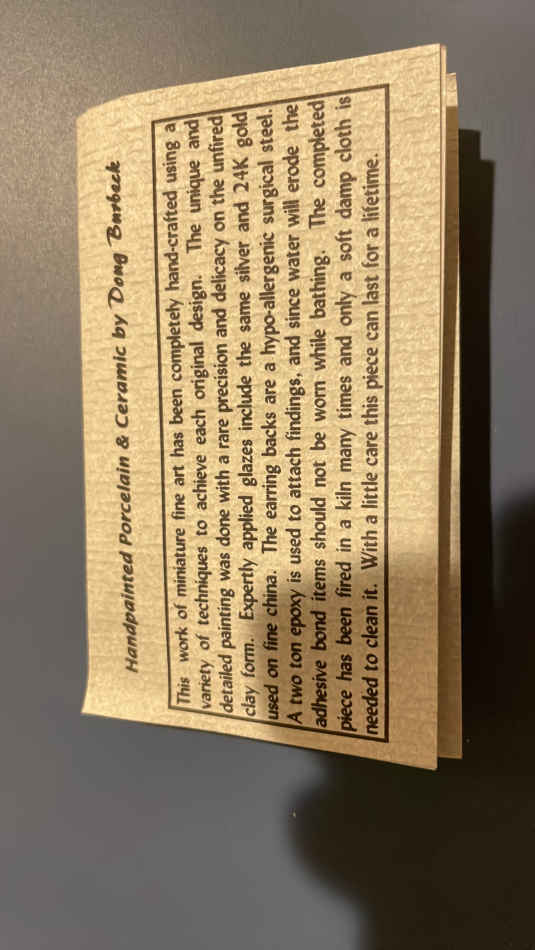 Handpainted Porcelain & Ceramic by Doug Burbeck
This work of miniature fine art has been completely hand-crafted using a
variety of techniques to achieve each original design. The unique and
detailed painting was done with a rare precision and delicacy on the unfired
clay form. Expertly applied glazes include the same silver and 24K gold
used on fine china. The earring backs are a hypo-allergenic surgical steel.
A two ton epoxy is used to attach findings, and since water will erode the
adhesive bond items should not be worn while bathing. The completed
piece has been fired in a kiln many times and only a soft damp cloth is
needed to clean it. With a little care this piece can last for a lifetime.